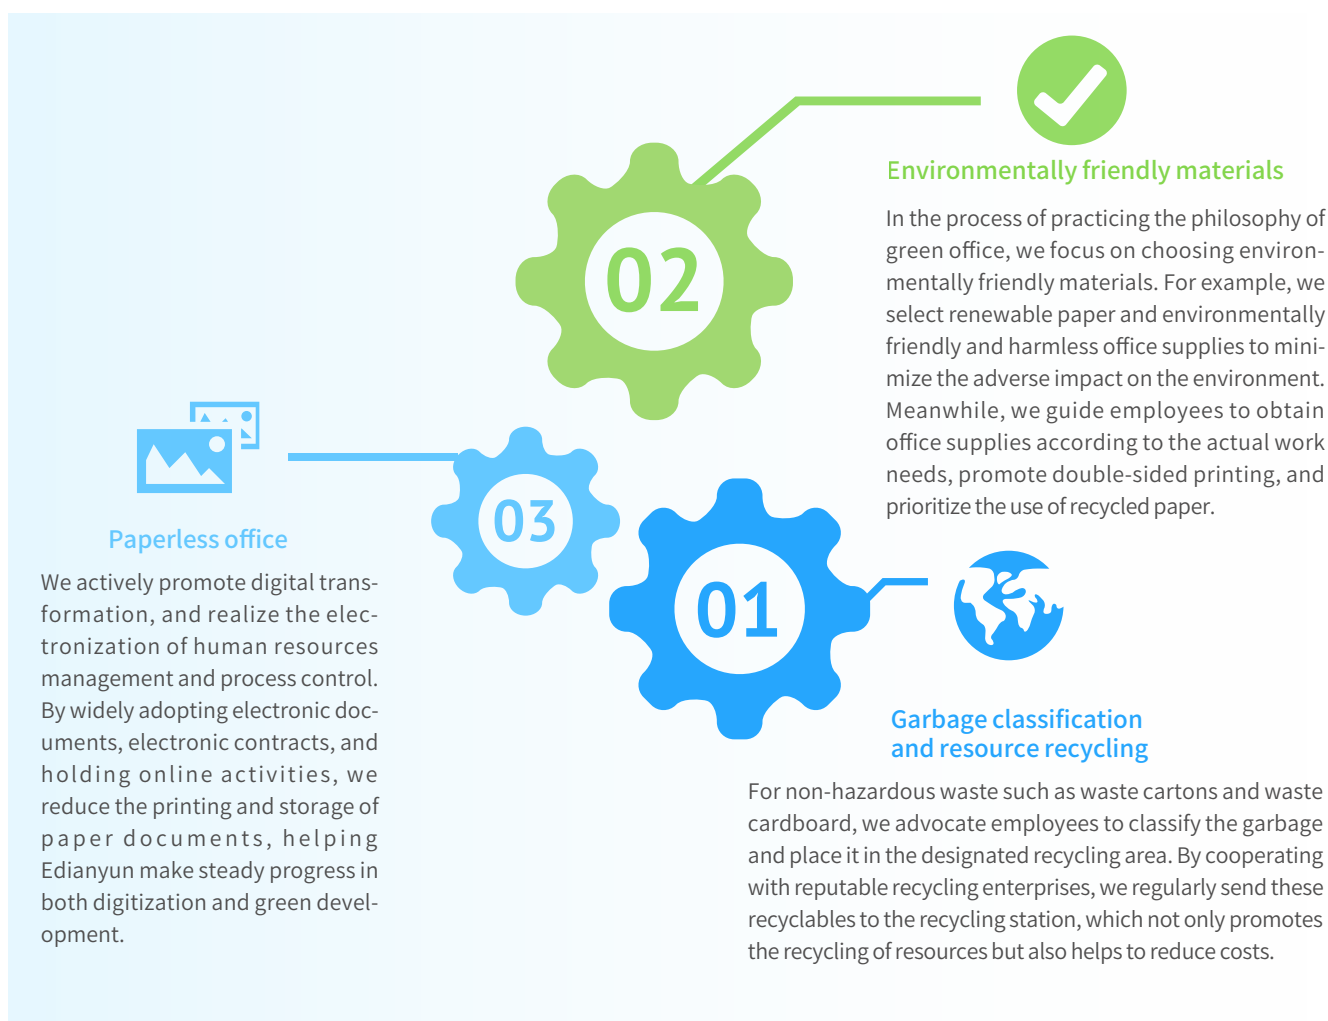 02
Environmentally friendly materials
In the process of practicing the philosophy of
green office, we focus on choosing environ-
mentally friendly materials. For example, we
select renewable paper and environmentally
friendly and harmless office supplies to mini-
mize the adverse impact on the environment.
Meanwhile, we guide employees to obtain
office supplies according to the actual work
needs, promote double-sided printing, and
prioritize the use of recycled paper.
03
Paperless office
We actively promote digital trans-
formation, and realize the elec-
tronization of human resources
management and process control.
By widely adopting electronic doc-
uments, electronic contracts, and
holding online activities, we
reduce the printing and storage of
paper documents, helping
Edianyun make steady progress in
both digitization and green devel-
opment.
01
Garbage classification
and resource recycling
For non-hazardous waste such as waste cartons and waste
cardboard, we advocate employees to classify the garbage
and place it in the designated recycling area. By cooperating
with reputable recycling enterprises, we regularly send these
recyclables to the recycling station, which not only promotes
the recycling of resources but also helps to reduce costs.